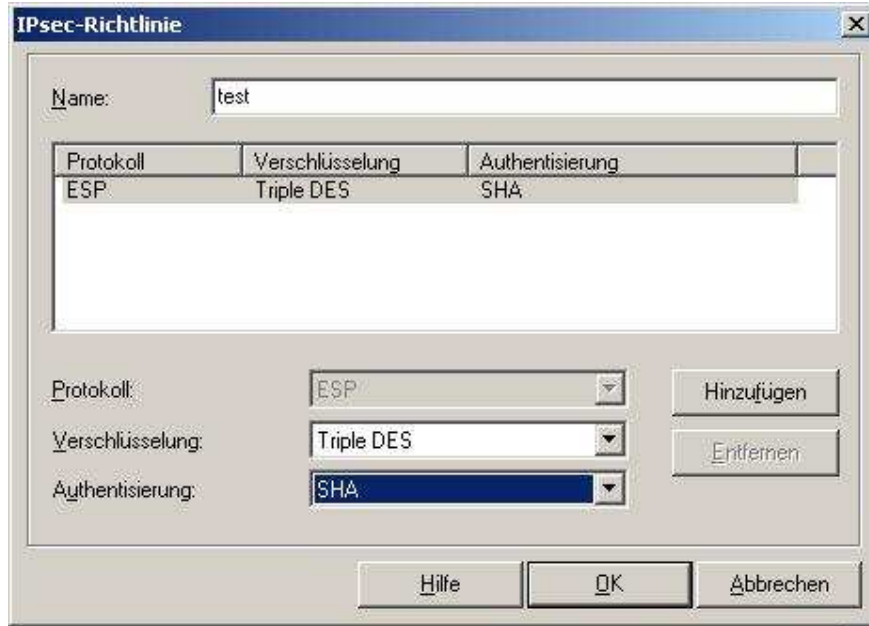 IPsec-Richtlinie
Name: test
Protokoll Verschlüsselung Authentisierung
ESP Triple DES SHA
Protokoll: ESP Hinzufügen
Verschlüsselung: Triple DES Entfernen
Authentisierung: SHA
Hilfe OK Abbrechen